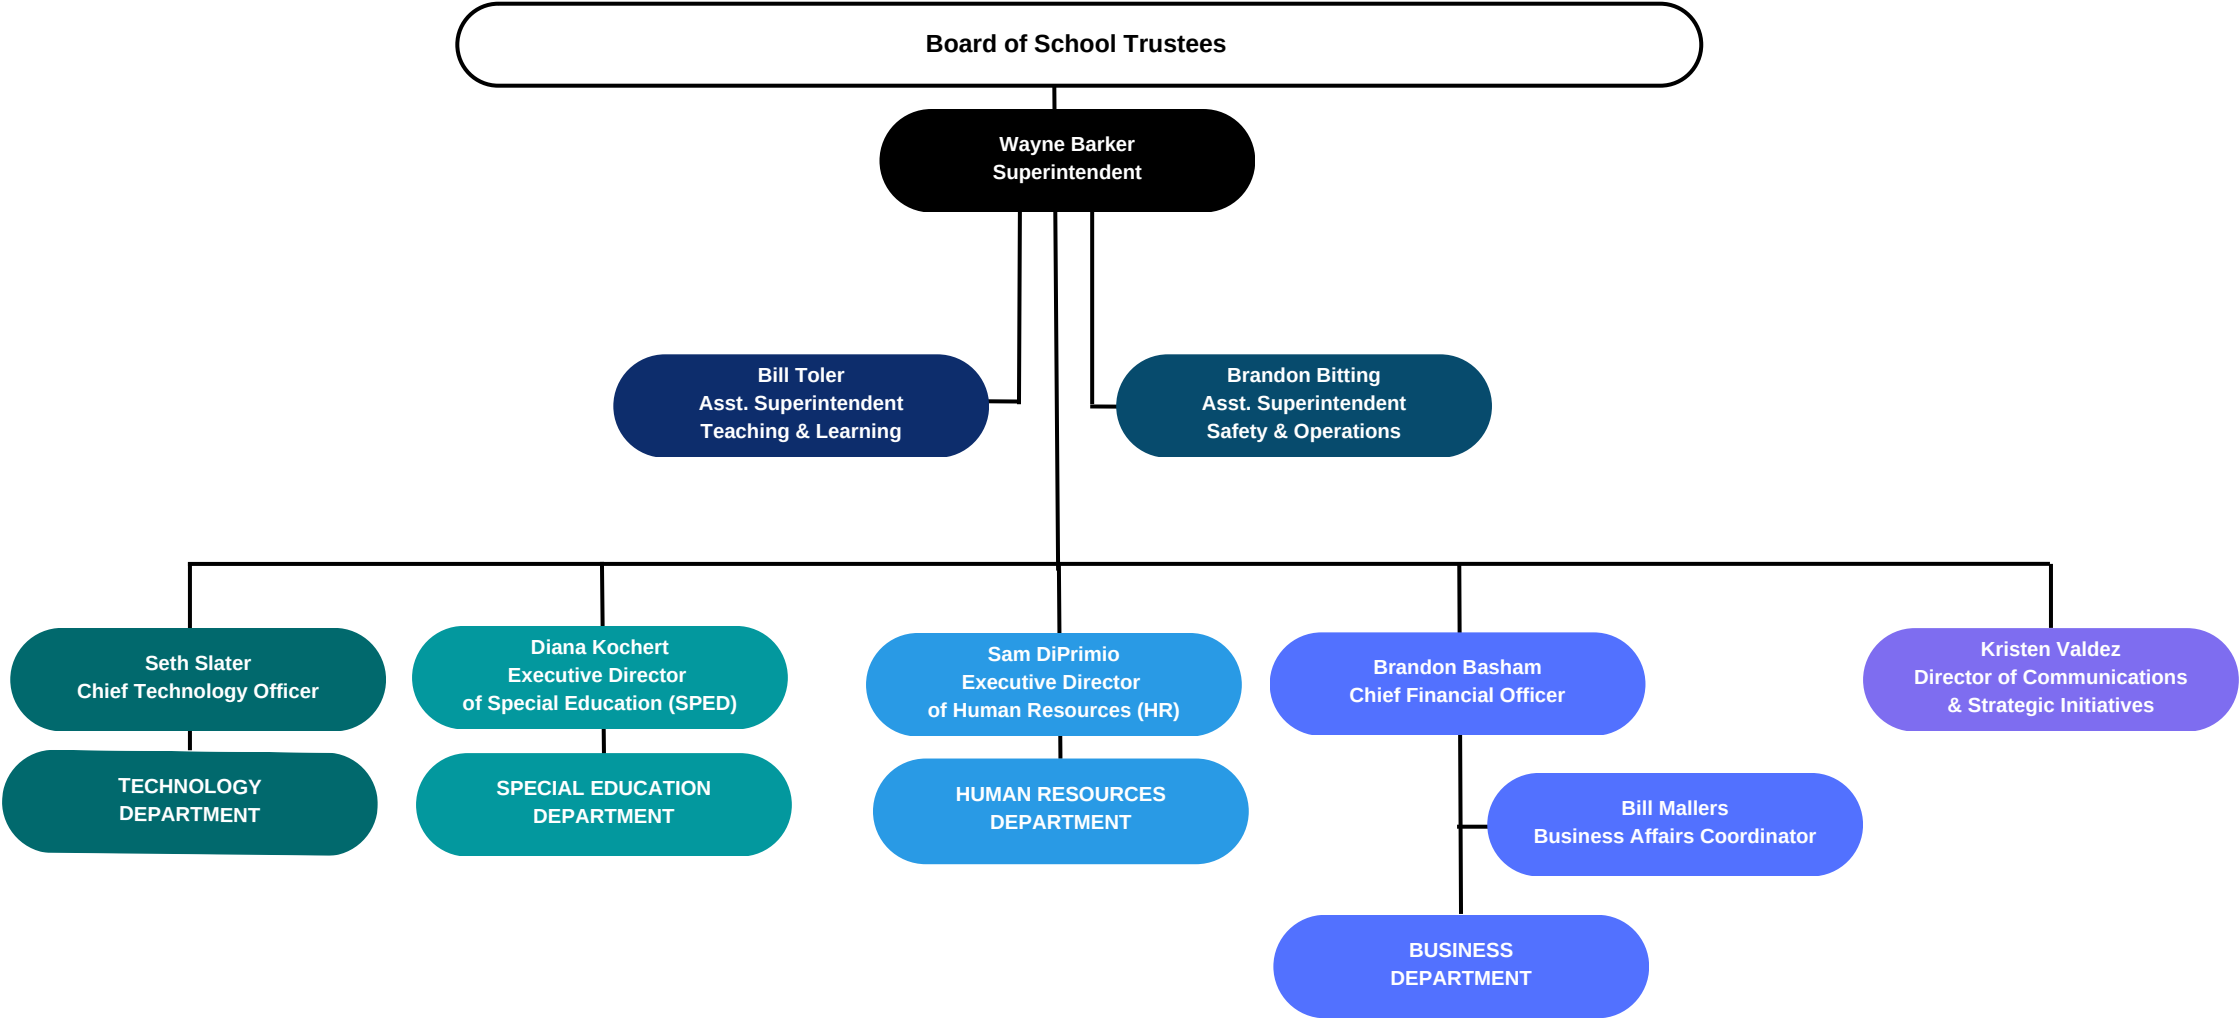 Board of School Trustees
Wayne Barker
Superintendent
Bill Toler
Asst. Superintendent
Teaching & Learning
Brandon Bitting
Asst. Superintendent
Safety & Operations
Seth Slater
Chief Technology Officer
Diana Kochert
Executive Director
of Special Education (SPED)
Sam DiPrimio
Executive Director
of Human Resources (HR)
Brandon Basham
Chief Financial Officer
Kristen Valdez
Director of Communications
& Strategic Initiatives
TECHNOLOGY
DEPARTMENT
SPECIAL EDUCATION
DEPARTMENT
HUMAN RESOURCES
DEPARTMENT
Bill Mallers
Business Affairs Coordinator
BUSINESS
DEPARTMENT